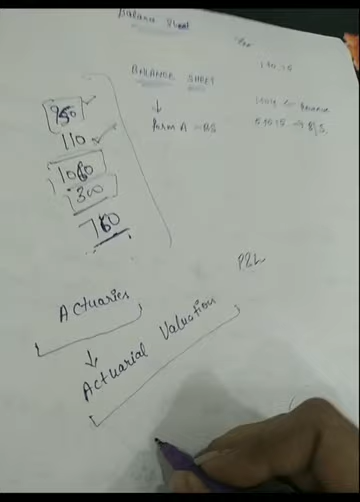 Balance Sheet
BALANCE SHEET
Form A - BS
950
110
1060
300
760
P&L
Actuaries
Actuarial Valuation